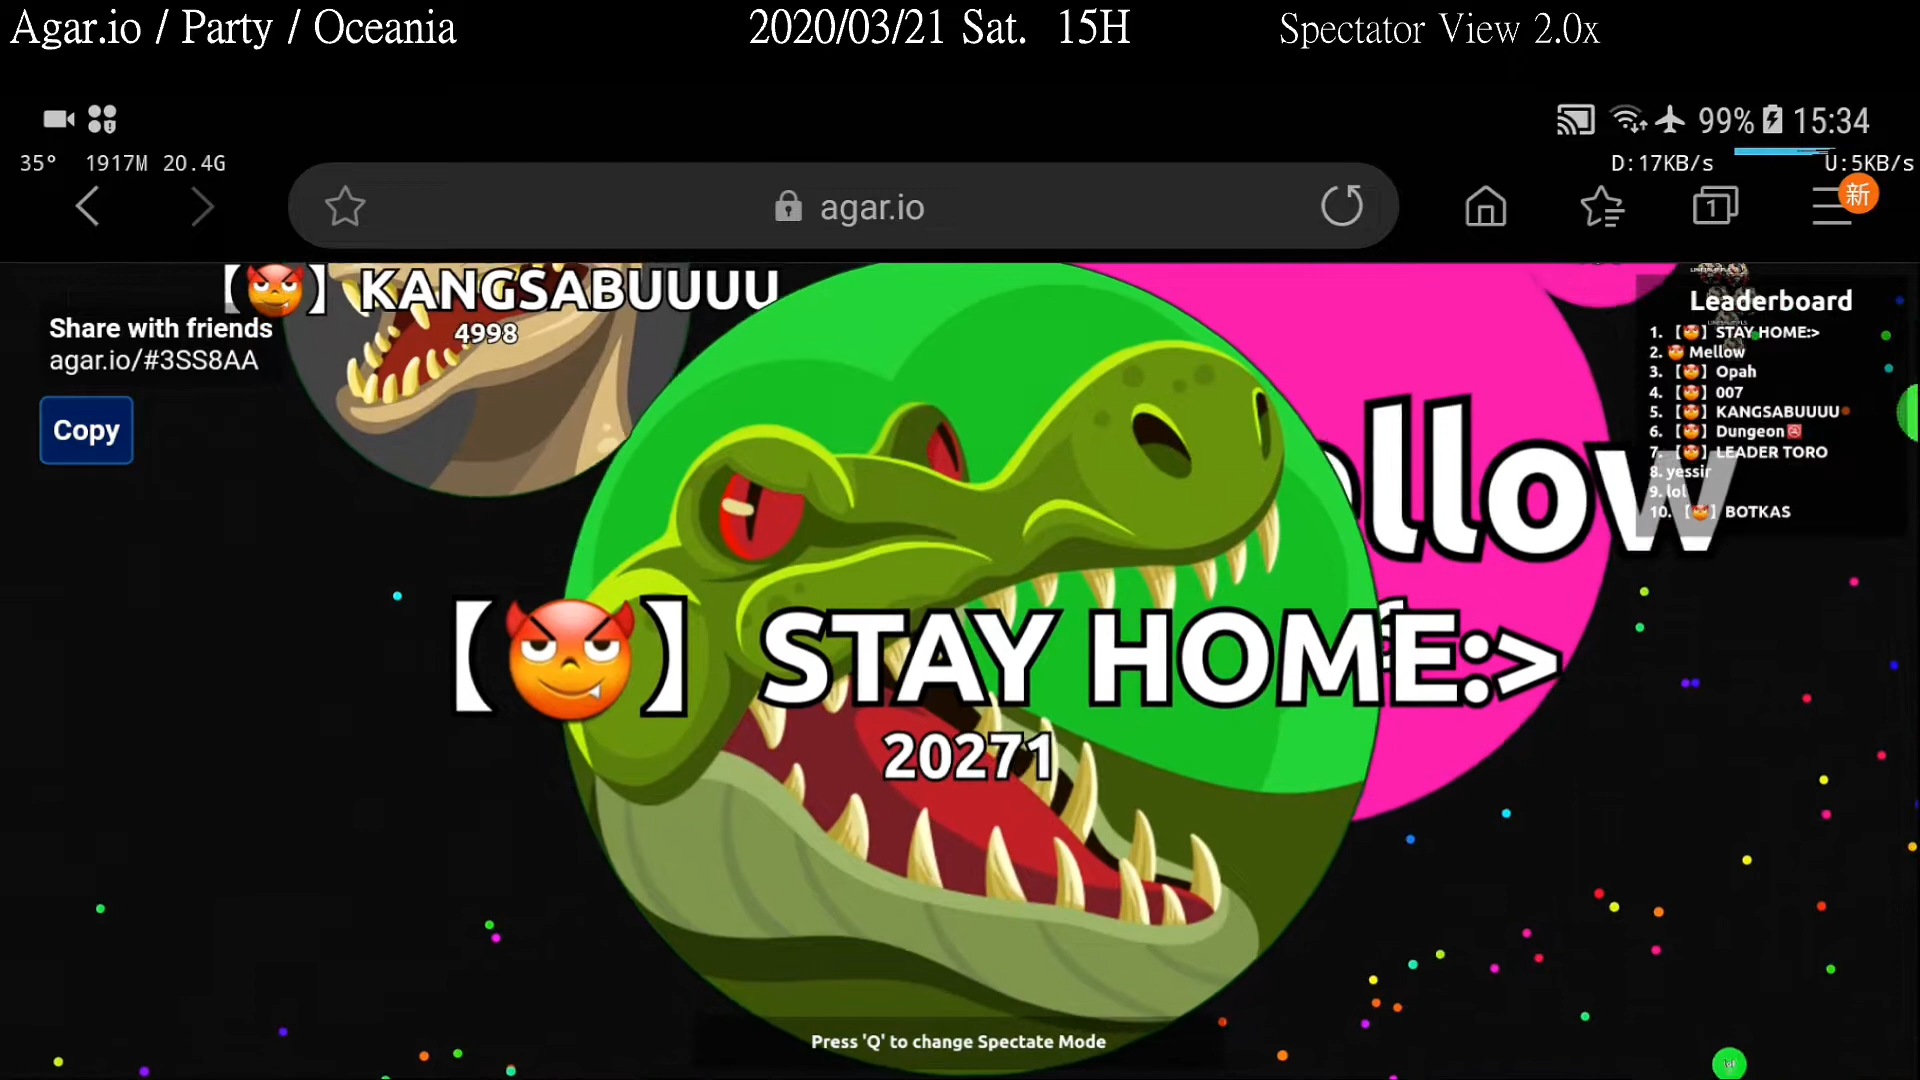 Agar.io / Party / Oceania
2020/03/21 Sat. 15H
Spectator View 2.0x
99% 15:34
35° 1917M 20.4G
D:17KB/s U:5KB/s
新
agar.io
1
【😈】 KANGSABUUUU
4998
Share with friends
agar.io/#3SS8AA
Copy
Leaderboard
1. 【😈】 STAY HOME:>
2. 😈 Mellow
3. 【😈】 Opah
4. 【😈】 007
5. 【😈】 KANGSABUUUU
6. 【😈】 Dungeon
7. 【😈】 LEADER TORO
8. yessir
9. lol
10. 【😈】 BOTKAS
llow
【😈】 STAY HOME:>
20271
Press 'Q' to change Spectate Mode